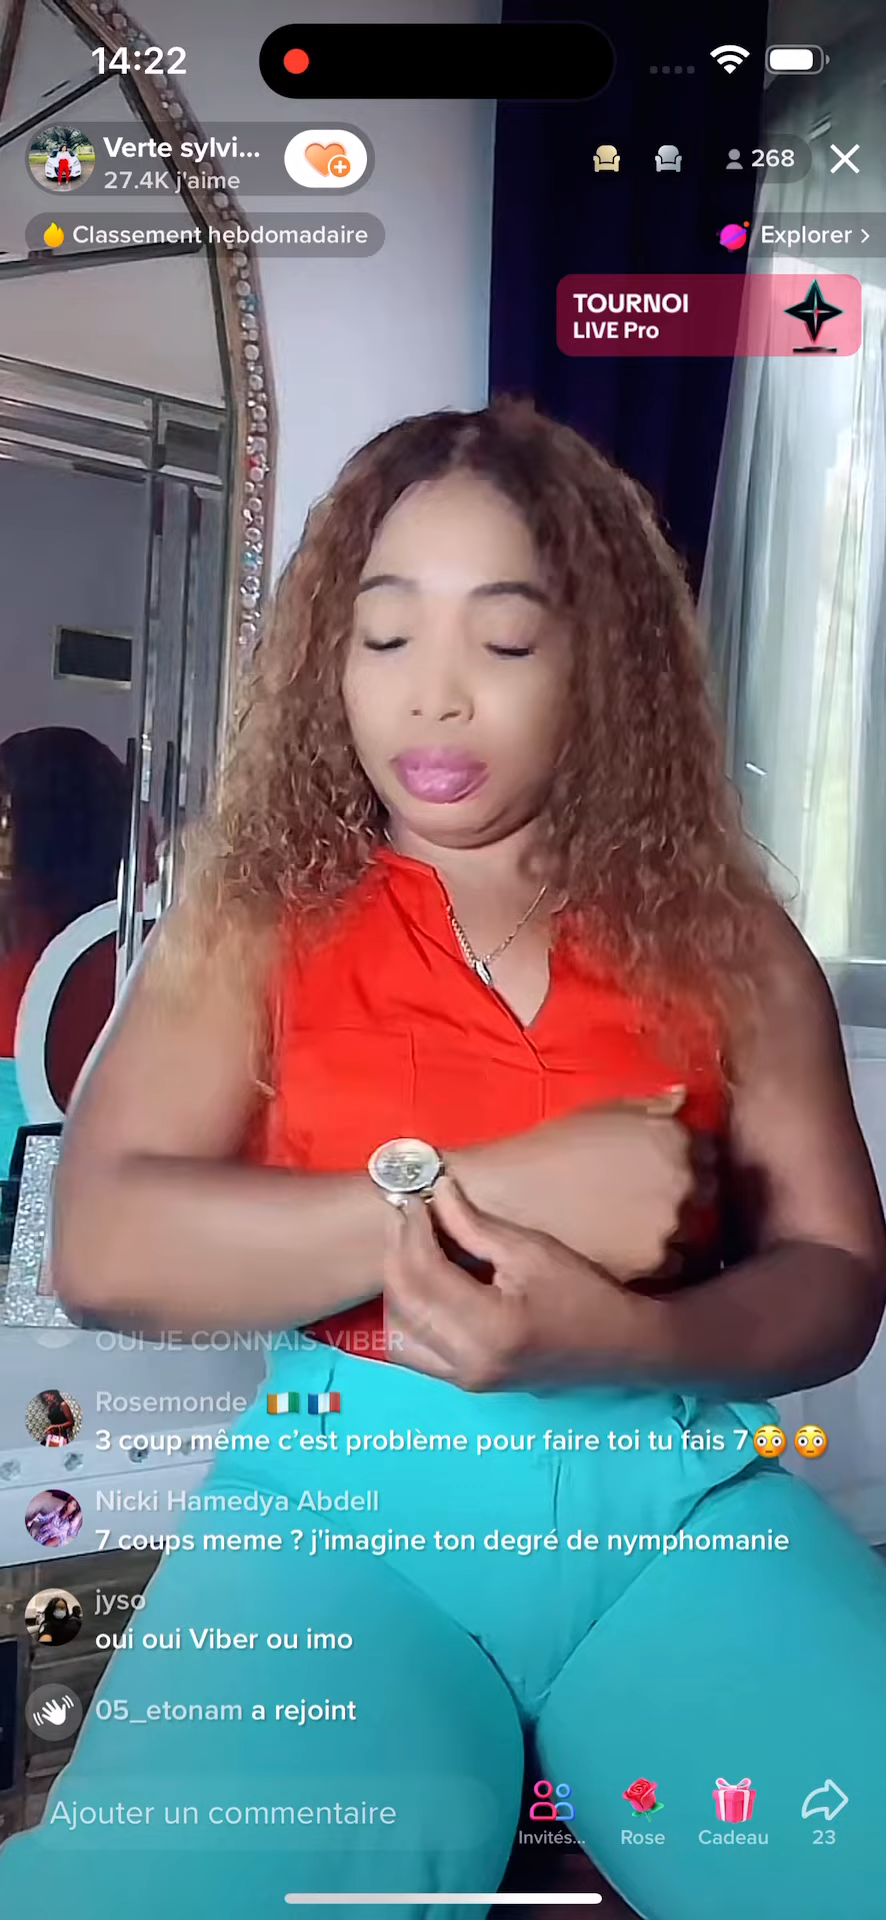 14:22
Verte sylvi...
27.4K j'aime
268
Classement hebdomadaire
Explorer >
TOURNOI
LIVE Pro
OUI JE CONNAIS VIBER
Rosemonde 🇨🇮 🇫🇷
3 coup même c'est problème pour faire toi tu fais 7😳 😳
Nicki Hamedya Abdell
7 coups meme ? j'imagine ton degré de nymphomanie
jyso
oui oui Viber ou imo
05_etonam a rejoint
Ajouter un commentaire
Invités...
Rose
Cadeau
23